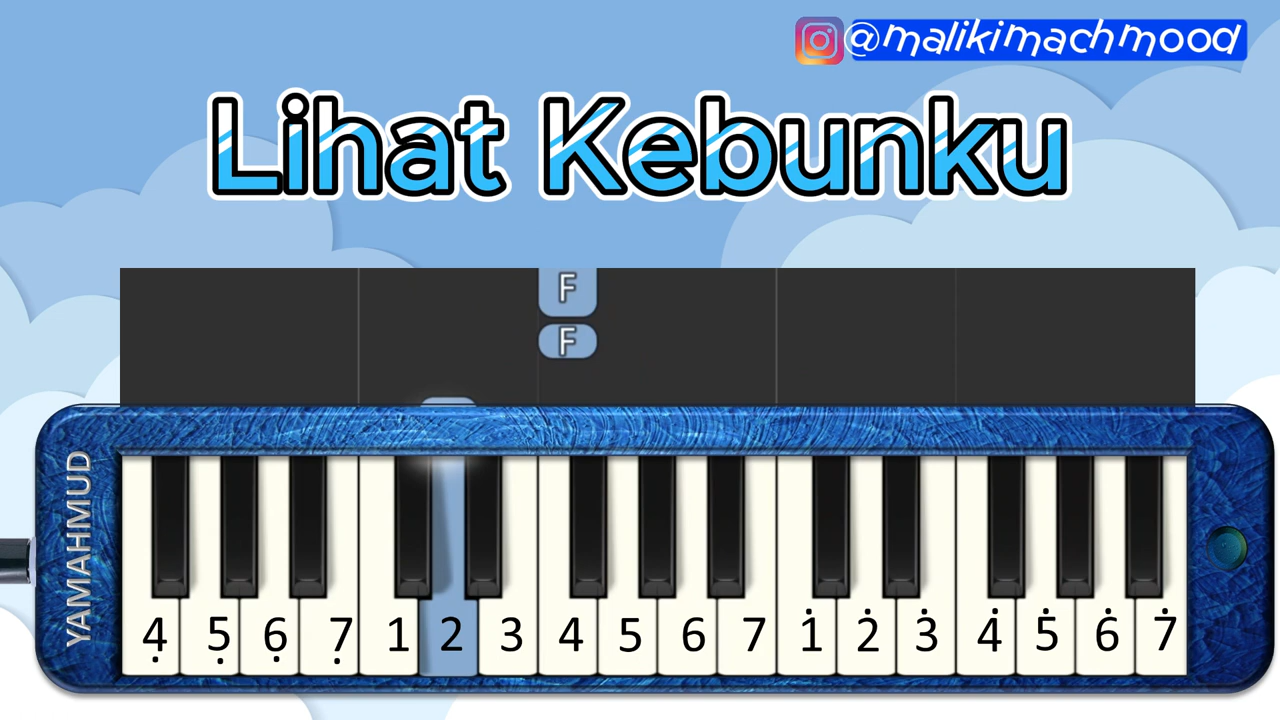 @malikimachmood
Lihat Kebunku
F
F
YAMAHMUD
4̣ 5̣ 6̣ 7̣ 1 2 3 4 5 6 7 1̇ 2̇ 3̇ 4̇ 5̇ 6̇ 7̇